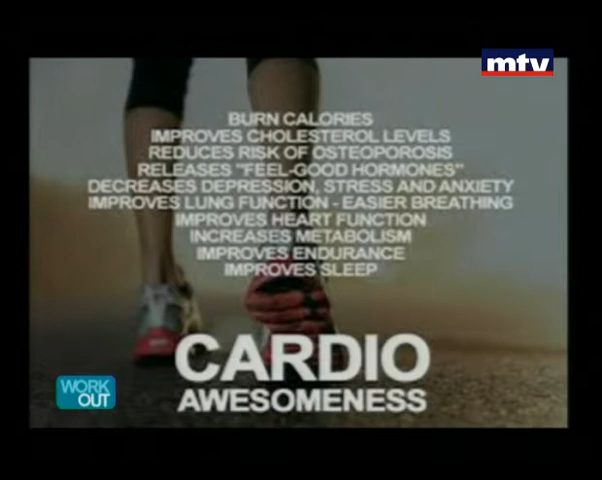 mtv
BURN CALORIES
IMPROVES CHOLESTEROL LEVELS
REDUCES RISK OF OSTEOPOROSIS
RELEASES "FEEL-GOOD HORMONES"
DECREASES DEPRESSION, STRESS AND ANXIETY
IMPROVES LUNG FUNCTION - EASIER BREATHING
IMPROVES HEART FUNCTION
INCREASES METABOLISM
IMPROVES ENDURANCE
IMPROVES SLEEP
CARDIO
AWESOMENESS
WORK
OUT